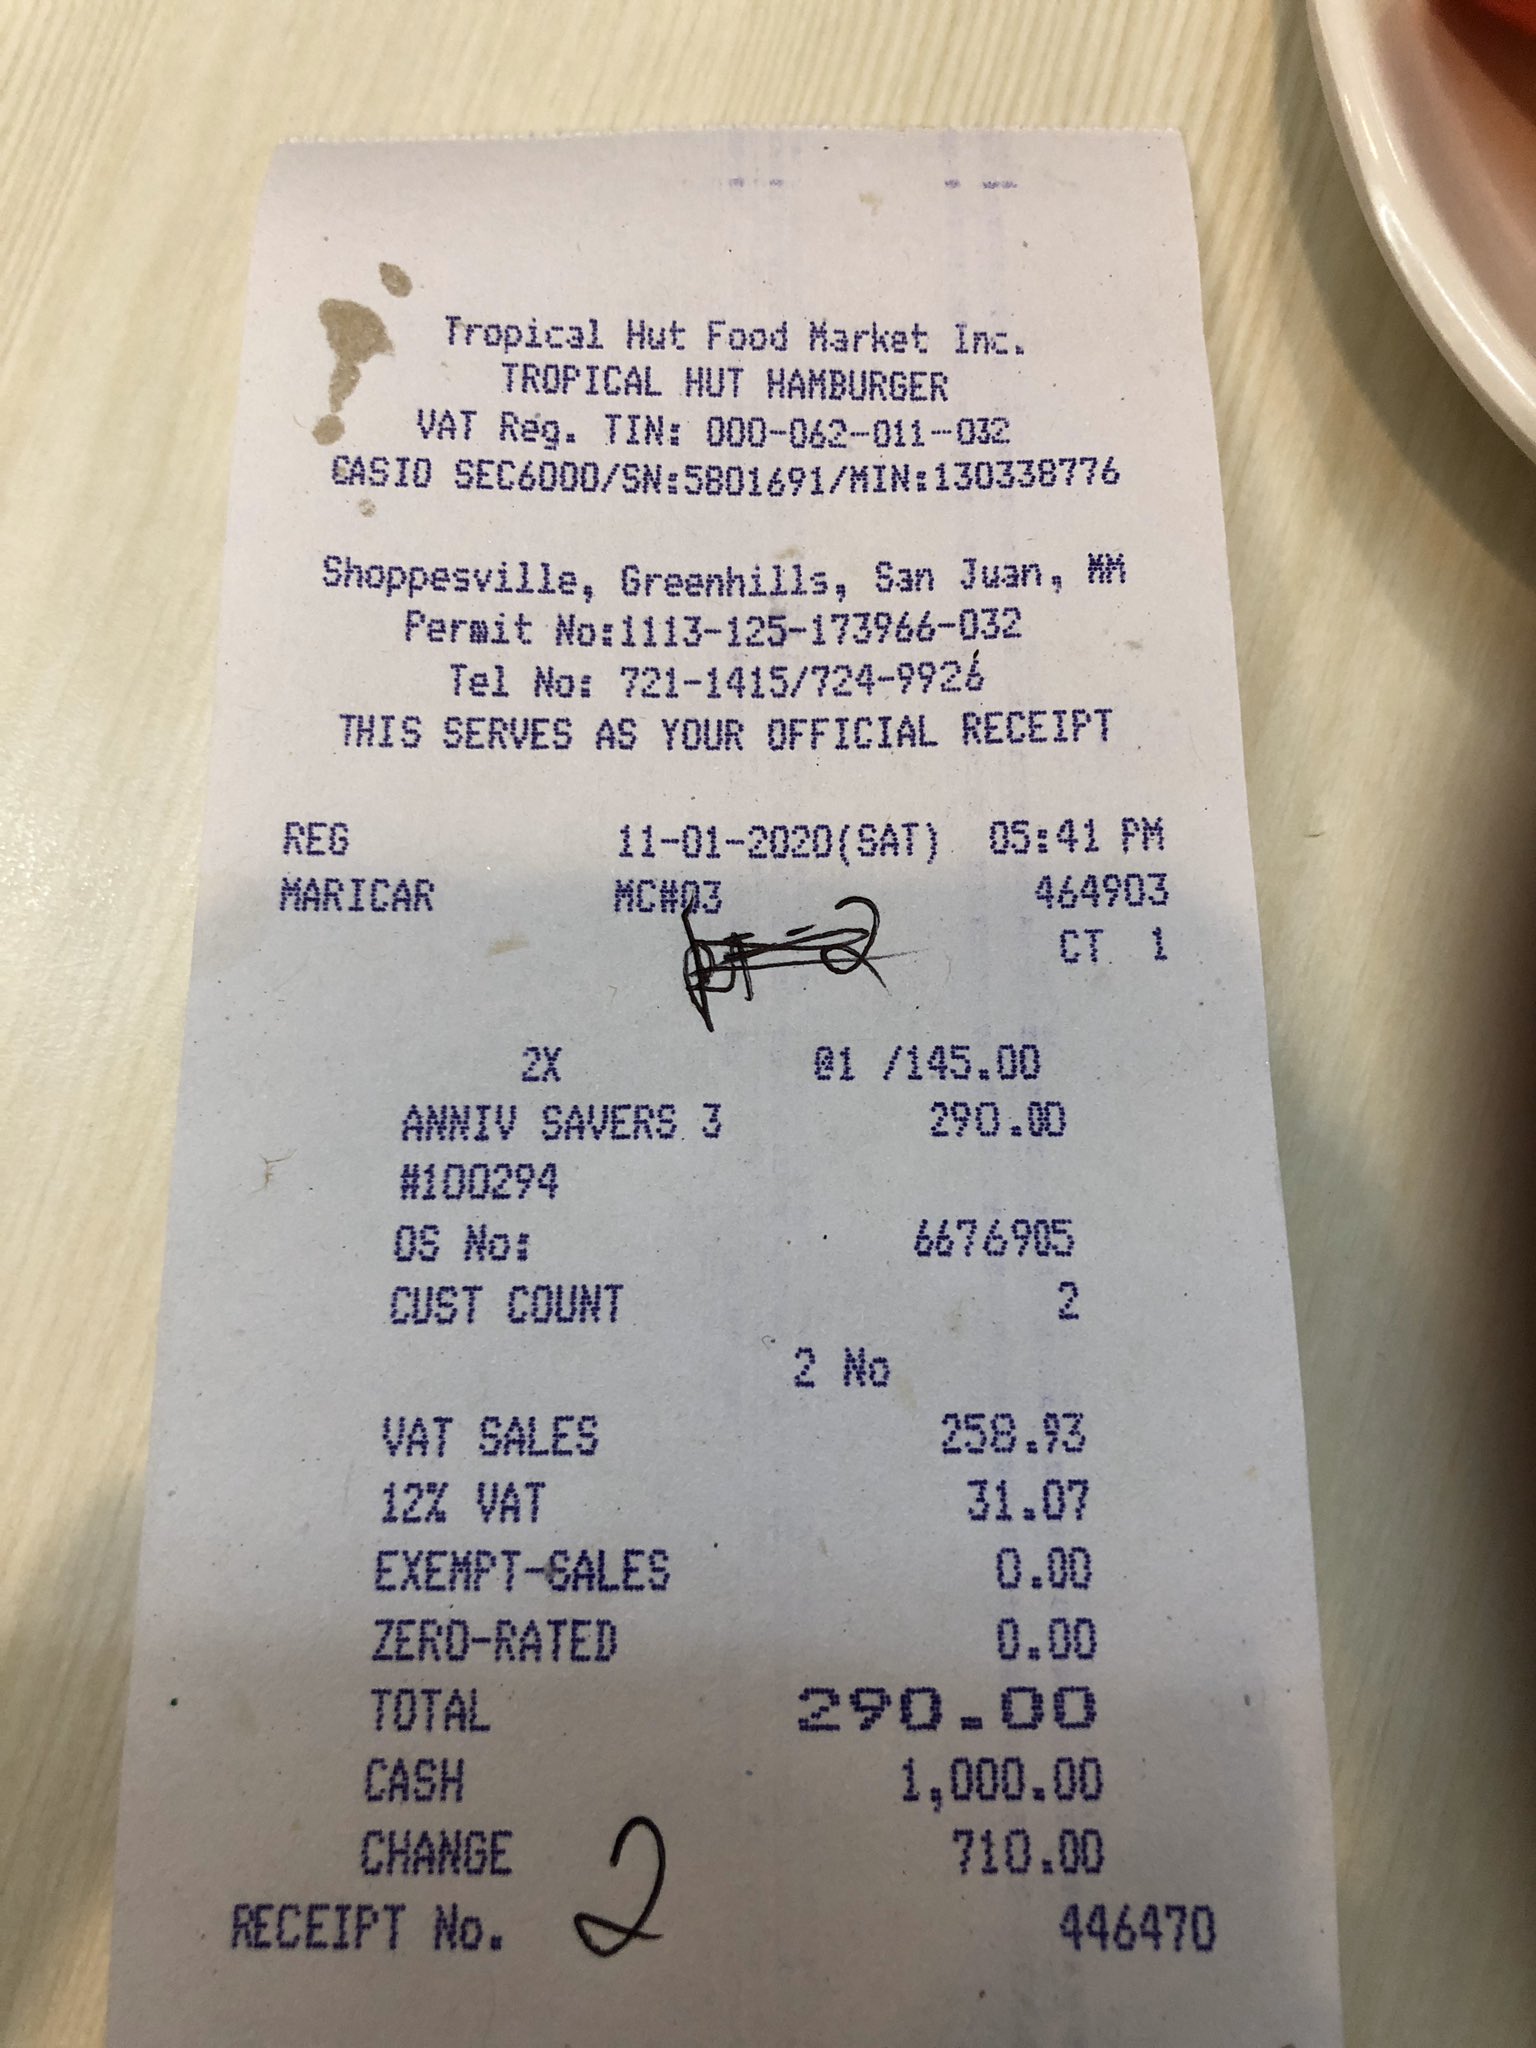 Tropical Hut Food Market Inc.
TROPICAL HUT HAMBURGER
VAT Reg. TIN: 000-062-011-032
CASIO SEC6000/SN:5801691/MIN:130338776
Shoppesville, Greenhills, San Juan, MM
Permit No:1113-125-173966-032
Tel No: 721-1415/724-9926
THIS SERVES AS YOUR OFFICIAL RECEIPT
REG 11-01-2020(SAT) 05:41 PM
MARICAR MC#03 464903
CT 1
2X @1 /145.00
ANNIV SAVERS 3 290.00
#100294
OS No: 6676905
CUST COUNT 2
2 No
VAT SALES 258.93
12% VAT 31.07
EXEMPT-SALES 0.00
ZERO-RATED 0.00
TOTAL 290.00
CASH 1,000.00
CHANGE 710.00
RECEIPT No. 2 446470